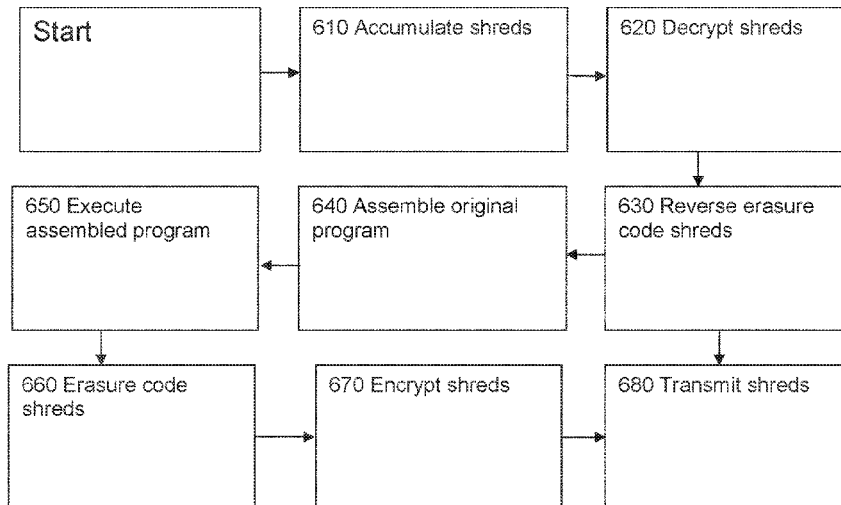 Start
610 Accumulate shreds
620 Decrypt shreds
630 Reverse erasure
code shreds
640 Assemble original
program
650 Execute
assembled program
660 Erasure code
shreds
670 Encrypt shreds
680 Transmit shreds